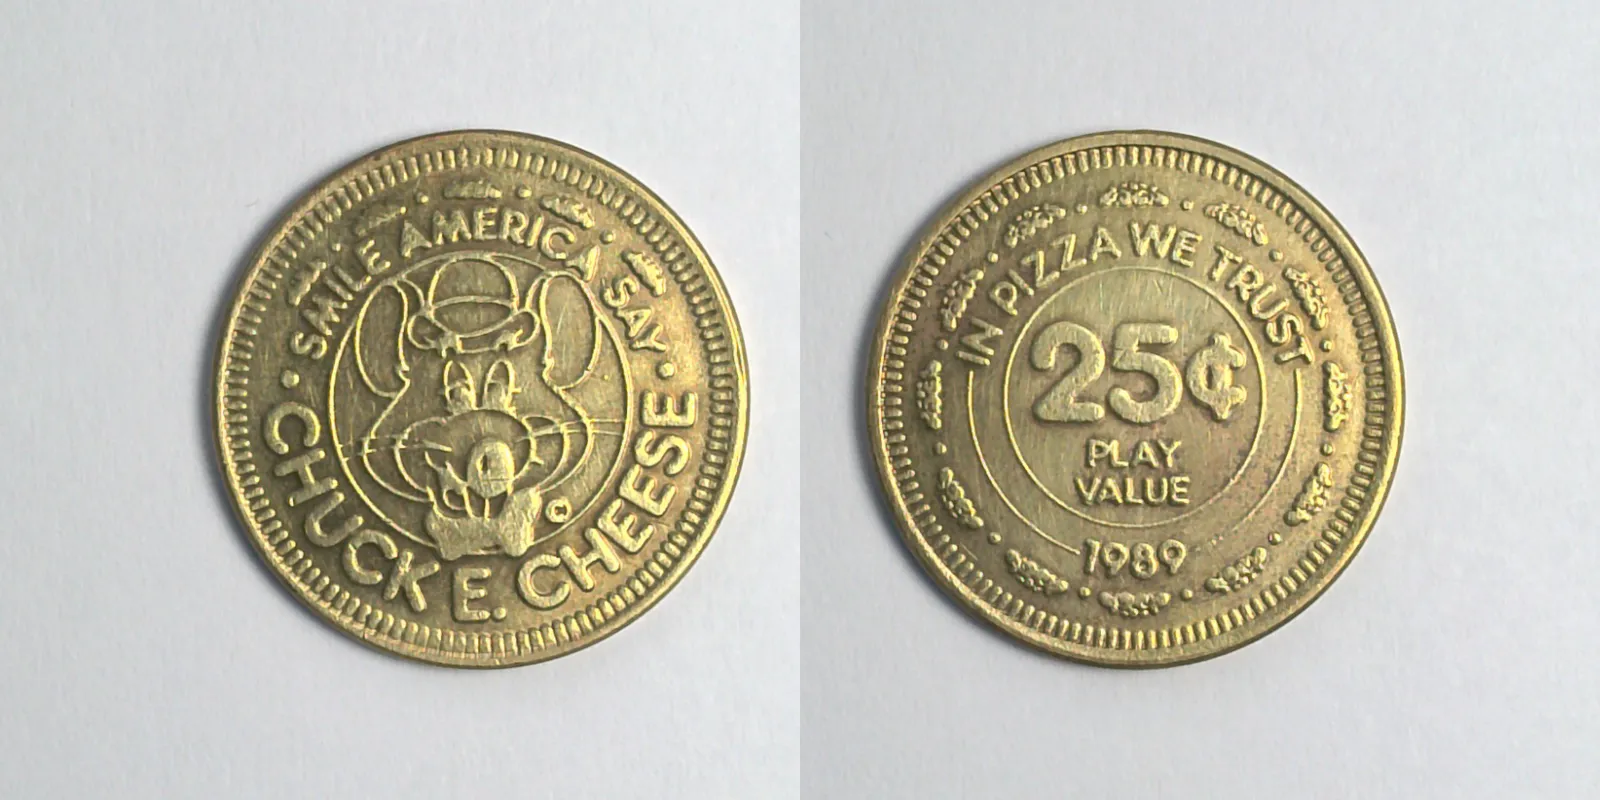 SMILE AMERICA SAY
CHUCK E. CHEESE
©
IN PIZZA WE TRUST
25¢
PLAY
VALUE
1989